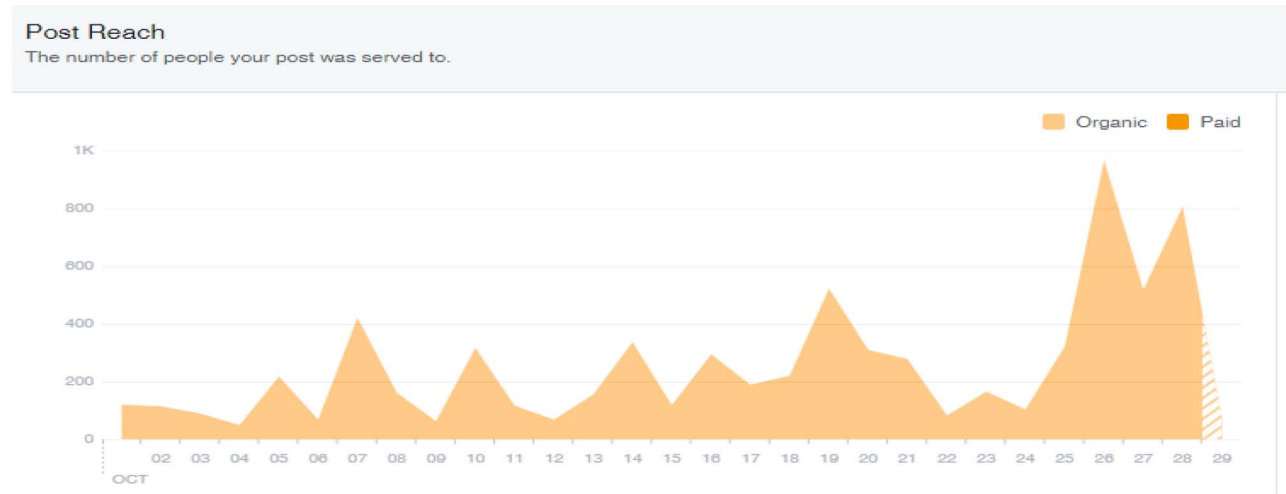 Post Reach
The number of people your post was served to.
Organic Paid
1K
800
600
400
200
0
02 03 04 05 06 07 08 09 10 11 12 13 14 15 16 17 18 19 20 21 22 23 24 25 26 27 28 29
OCT